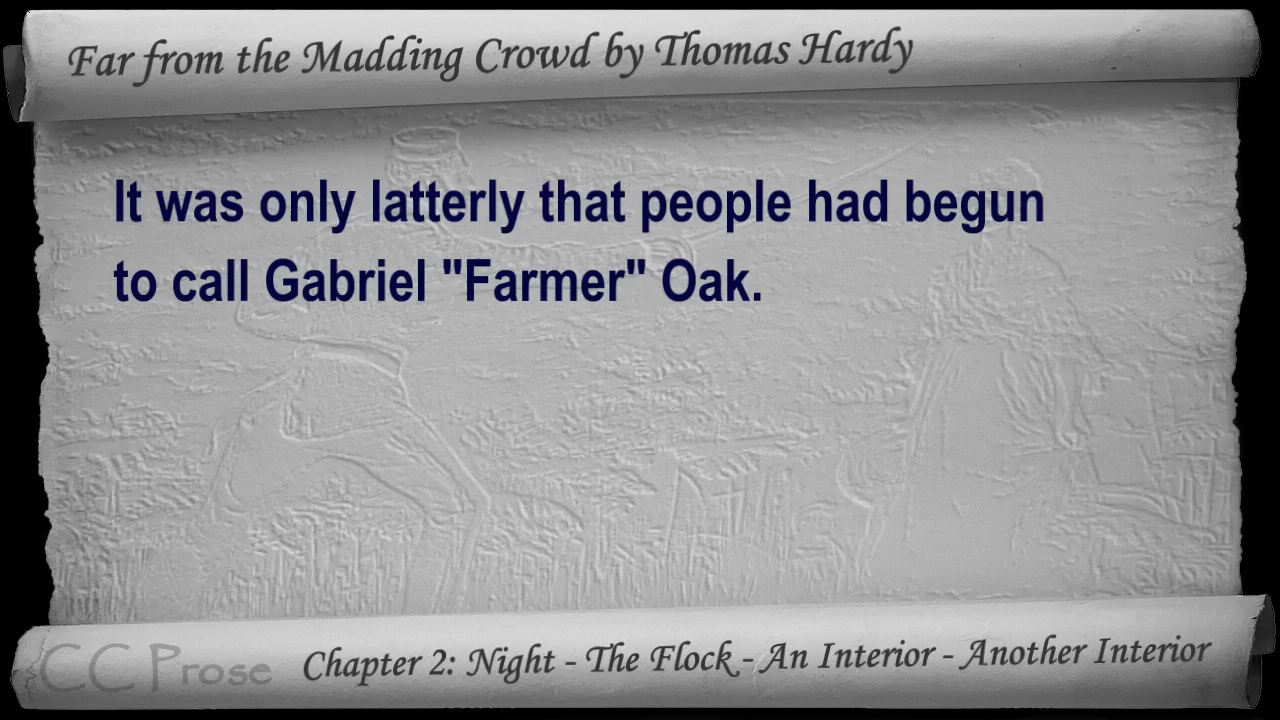 Far from the Madding Crowd by Thomas Hardy
It was only latterly that people had begun
to call Gabriel "Farmer" Oak.
CC Prose
Chapter 2: Night - The Flock - An Interior - Another Interior